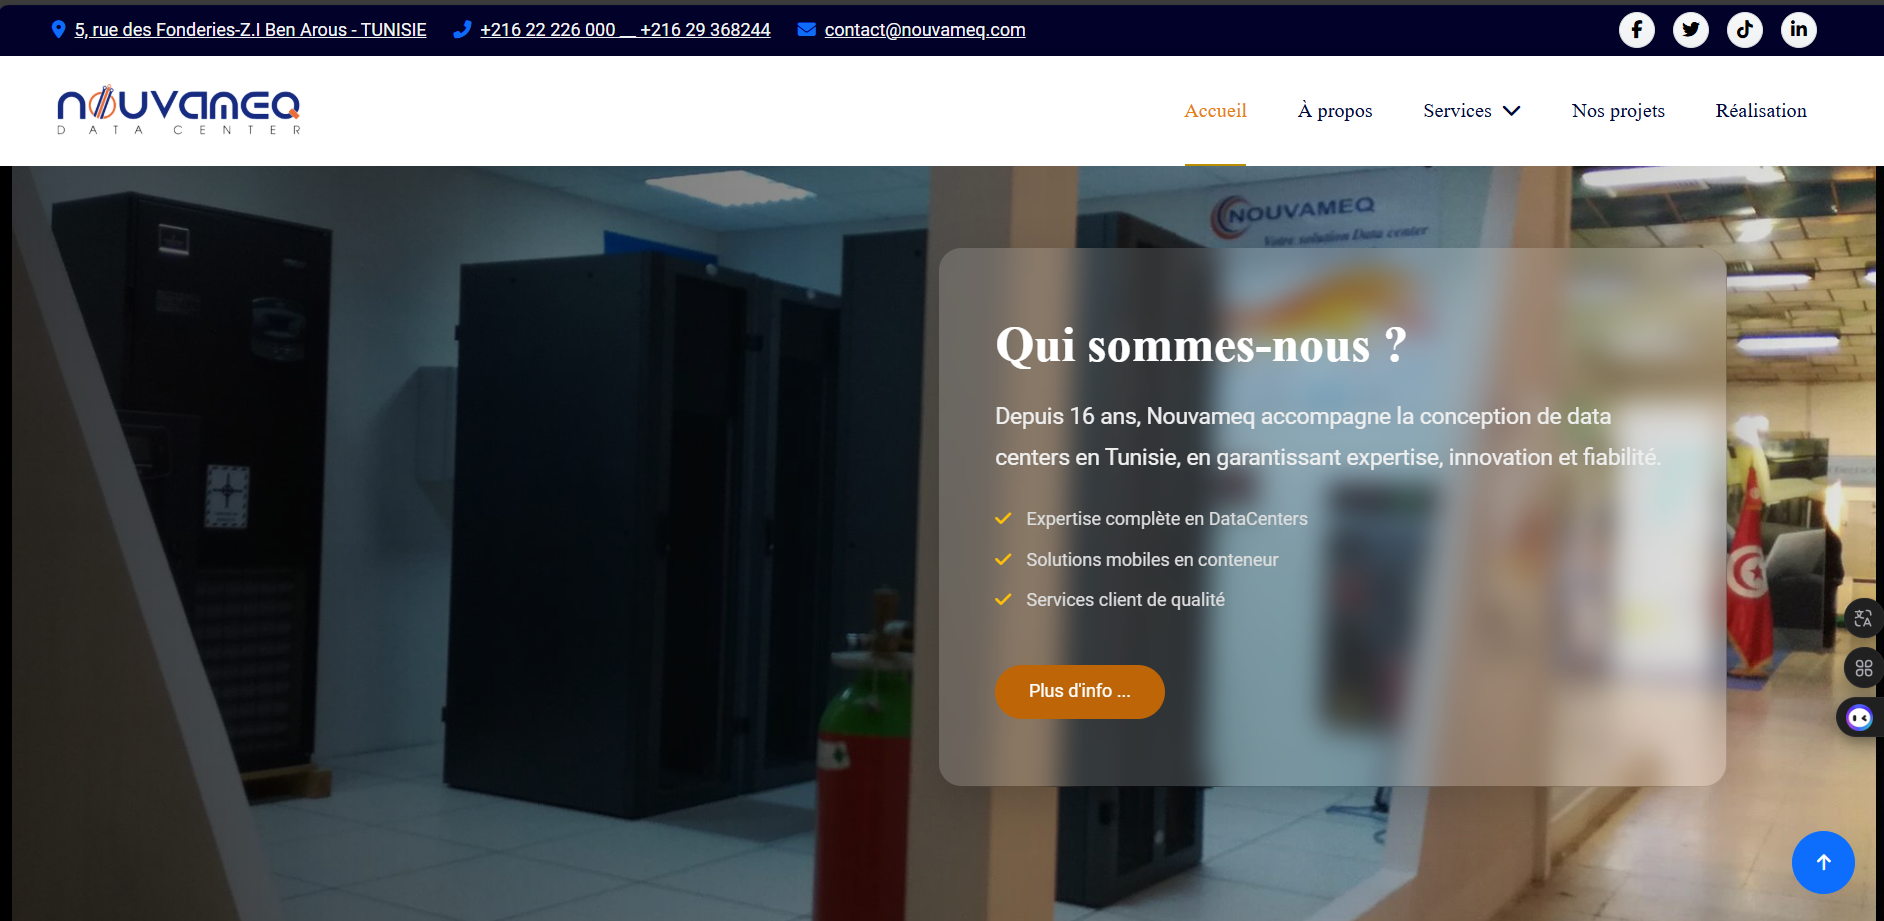 5, rue des Fonderies-Z.I Ben Arous - TUNISIE
+216 22 226 000 __ +216 29 368244
contact@nouvameq.com
nouvameq
DATA CENTER
Accueil
À propos
Services
Nos projets
Réalisation
NOUVAMEQ
Votre solution Data center
Qui sommes-nous ?
Depuis 16 ans, Nouvameq accompagne la conception de data
centers en Tunisie, en garantissant expertise, innovation et fiabilité.
Expertise complète en DataCenters
Solutions mobiles en conteneur
Services client de qualité
Plus d'info ...